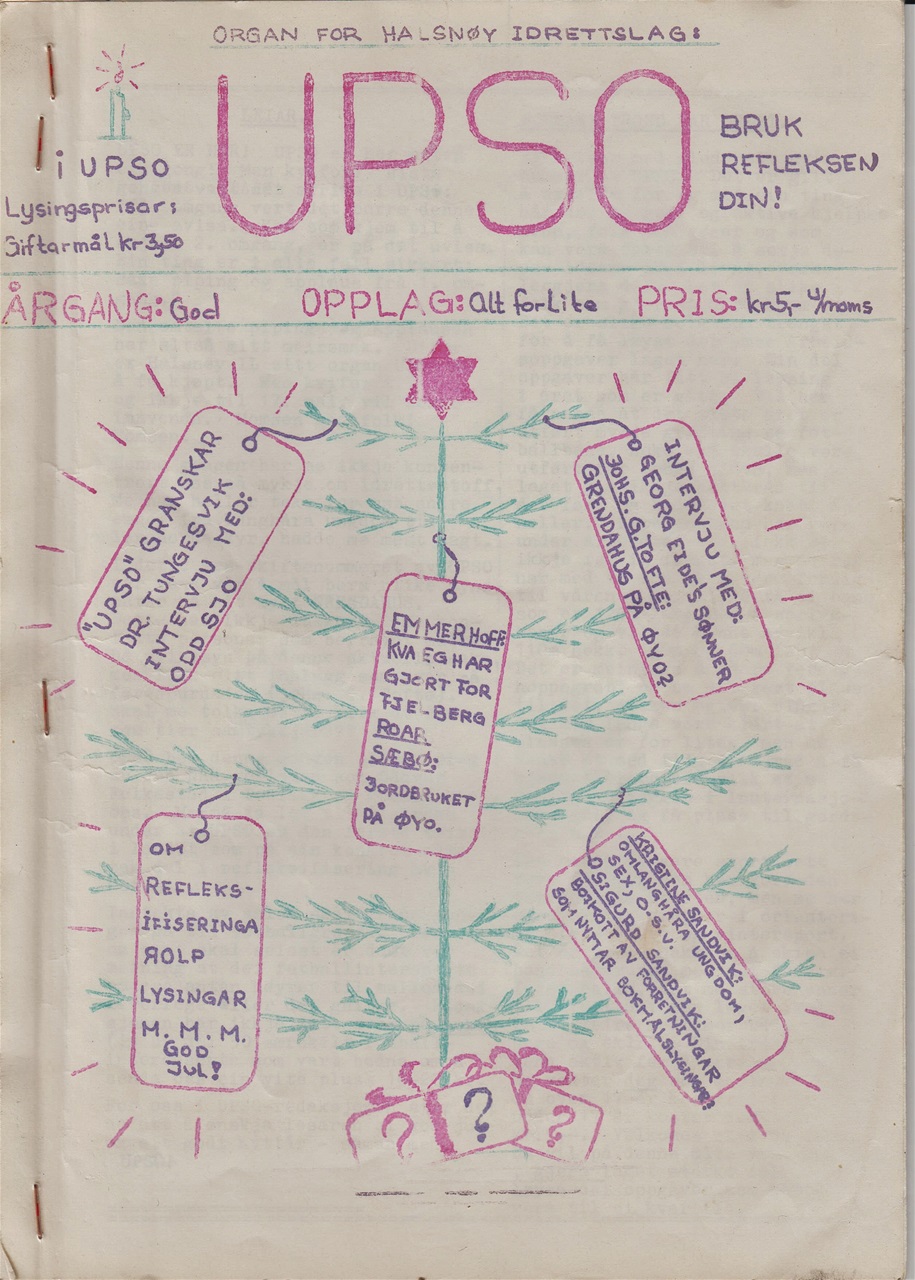 ORGAN FOR HALSNØY IDRETTSLAG:
UPSO
i UPSO
Lysingsprisar:
Giftarmål kr 3,50
BRUK
REFLEKSEN
DIN!
ÅRGANG: God
OPPLAG: Alt for Lite
PRIS: kr 5,- u/moms
"UPSO" GRANSKAR
DR. TUNGESVIK
INTERVJU MED:
ODD SJO
INTERVJU MED:
GEORG EIDE'S SØNNER
JOHS. G. TOFTE:
GRENDAHUS PÅ ØYO?
EMMERHOFF:
KVA EG HAR
GJORT FOR
FJELBERG
ROAR
SÆBØ:
JORDBRUKET
PÅ ØYO.
OM
REFLEKS-
IFISERINGA
ROLP
LYSINGAR
M. M. M.
GOD
JUL!
KRISTINE SANDVIK:
OM LANGHÅRA UNGDOM,
SEX, O.S.V.
SIGURD SANDVIK:
BOIKOTT AV FORRETNINGAR
SOM NYTTAR BOKMÅLSLYSINGAR?
? ? ?